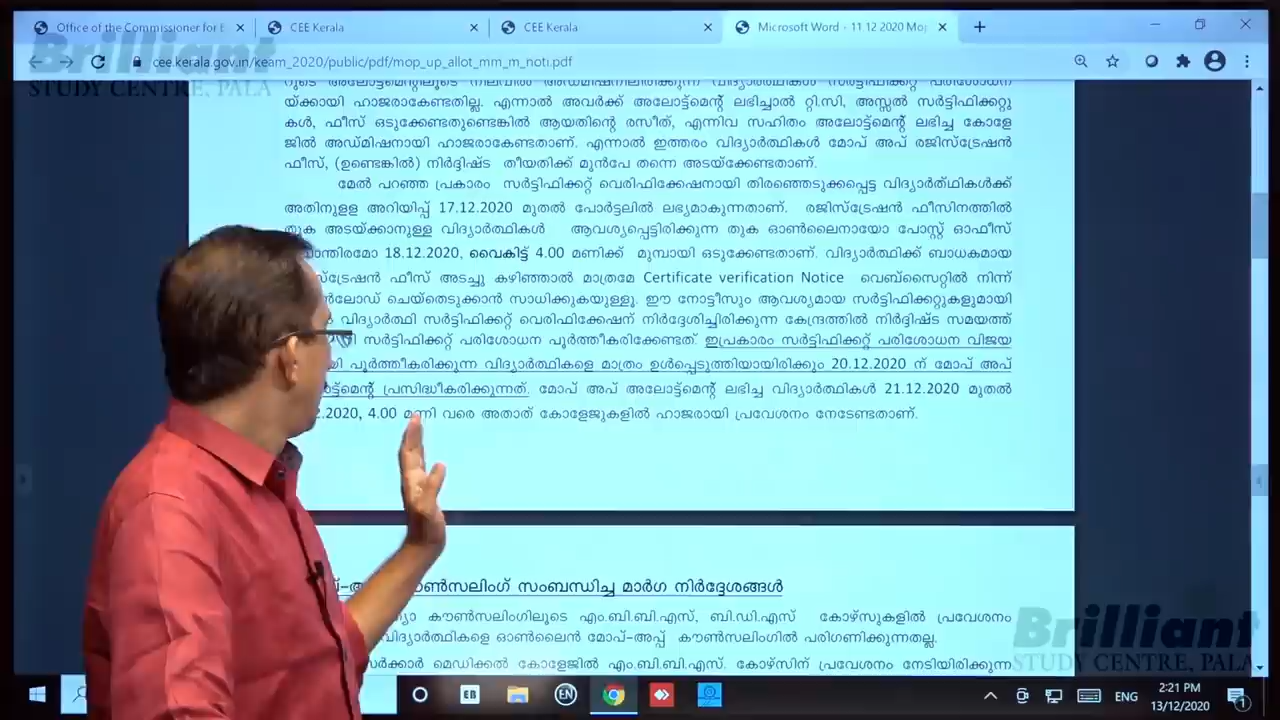 Office of the Commissioner for E
CEE Kerala
CEE Kerala
Microsoft Word - 11 12 2020 Mop
cee.kerala.gov.in/keam_2020/public/pdf/mop_up_allot_mm_m_noti.pdf
Brilliant
STUDY CENTRE, PALA
യ്ക്കായി ഹാജരാകേണ്ടതില്ല. എന്നാൽ അവർക്ക് അലോട്ട്മെന്റ് ലഭിച്ചാൽ റ്റി.സി, അസ്സൽ സർട്ടിഫിക്കറ്റു
കൾ, ഫീസ് ഒടുക്കേണ്ടതുണ്ടെങ്കിൽ ആയതിന്റെ രസീത്, എന്നിവ സഹിതം അലോട്ട്മെന്റ് ലഭിച്ച കോളേ
ജിൽ അഡ്മിഷനായി ഹാജരാകേണ്ടതാണ്. എന്നാൽ ഇത്തരം വിദ്യാർത്ഥികൾ മോപ് അപ് രജിസ്ട്രേഷൻ
ഫീസ്, (ഉണ്ടെങ്കിൽ) നിർദ്ദിഷ്ട തീയതിക്ക് മുൻപേ തന്നെ അടയ്ക്കേണ്ടതാണ്.
മേൽ പറഞ്ഞ പ്രകാരം സർട്ടിഫിക്കറ്റ് വെരിഫിക്കേഷനായി തിരഞ്ഞെടുക്കപ്പെട്ട വിദ്യാർത്ഥികൾക്ക്
അതിനുളള അറിയിപ്പ് 17.12.2020 മുതൽ പോർട്ടലിൽ ലഭ്യമാകുന്നതാണ്. രജിസ്ട്രേഷൻ ഫീസിനത്തിൽ
തുക അടയ്ക്കാനുള്ള വിദ്യാർത്ഥികൾ ആവശ്യപ്പെട്ടിരിക്കുന്ന തുക ഓൺലൈനായോ പോസ്റ്റ് ഓഫീസ്
18.12.2020, വൈകിട്ട് 4.00 മണിക്ക് മുമ്പായി ഒടുക്കേണ്ടതാണ്. വിദ്യാർത്ഥിക്ക് ബാധകമായ
ഫീസ് അടച്ചു കഴിഞ്ഞാൽ മാത്രമേ Certificate verification Notice വെബ്സൈറ്റിൽ നിന്ന്
ചെയ്തെടുക്കാൻ സാധിക്കുകയുള്ളൂ. ഈ നോട്ടീസും ആവശ്യമായ സർട്ടിഫിക്കറ്റുകളുമായി
വിദ്യാർത്ഥി സർട്ടിഫിക്കറ്റ് വെരിഫിക്കേഷന് നിർദ്ദേശിച്ചിരിക്കുന്ന കേന്ദ്രത്തിൽ നിർദ്ദിഷ്ട സമയത്ത്
സർട്ടിഫിക്കറ്റ് പരിശോധന പൂർത്തീകരിക്കേണ്ടത്. ഇപ്രകാരം സർട്ടിഫിക്കറ്റ് പരിശോധന വിജയ
പൂർത്തീകരിക്കുന്ന വിദ്യാർത്ഥികളെ മാത്രം ഉൾപ്പെടുത്തിയായിരിക്കും 20.12.2020 ന് മോപ് അപ്
പ്രസിദ്ധീകരിക്കുന്നത്. മോപ് അപ് അലോട്ട്മെന്റ് ലഭിച്ച വിദ്യാർത്ഥികൾ 21.12.2020 മുതൽ
4.00 മണി വരെ അതാത് കോളേജുകളിൽ ഹാജരായി പ്രവേശനം നേടേണ്ടതാണ്.
സംബന്ധിച്ച മാർഗ നിർദ്ദേശങ്ങൾ
കൗൺസലിംഗിലൂടെ എം.ബി.ബി.എസ്, ബി.ഡി.എസ് കോഴ്സുകളിൽ പ്രവേശനം
വിദ്യാർത്ഥികളെ ഓൺലൈൻ മോപ്-അപ്പ് കൗൺസലിംഗിൽ പരിഗണിക്കുന്നതല്ല.
മെഡിക്കൽ കോളേജിൽ എം.ബി.ബി.എസ്. കോഴ്സിന് പ്രവേശനം നേടിയിരിക്കുന്ന
Brilliant
STUDY CENTRE, PALA
EB
EN
ENG
2:21 PM
13/12/2020
1